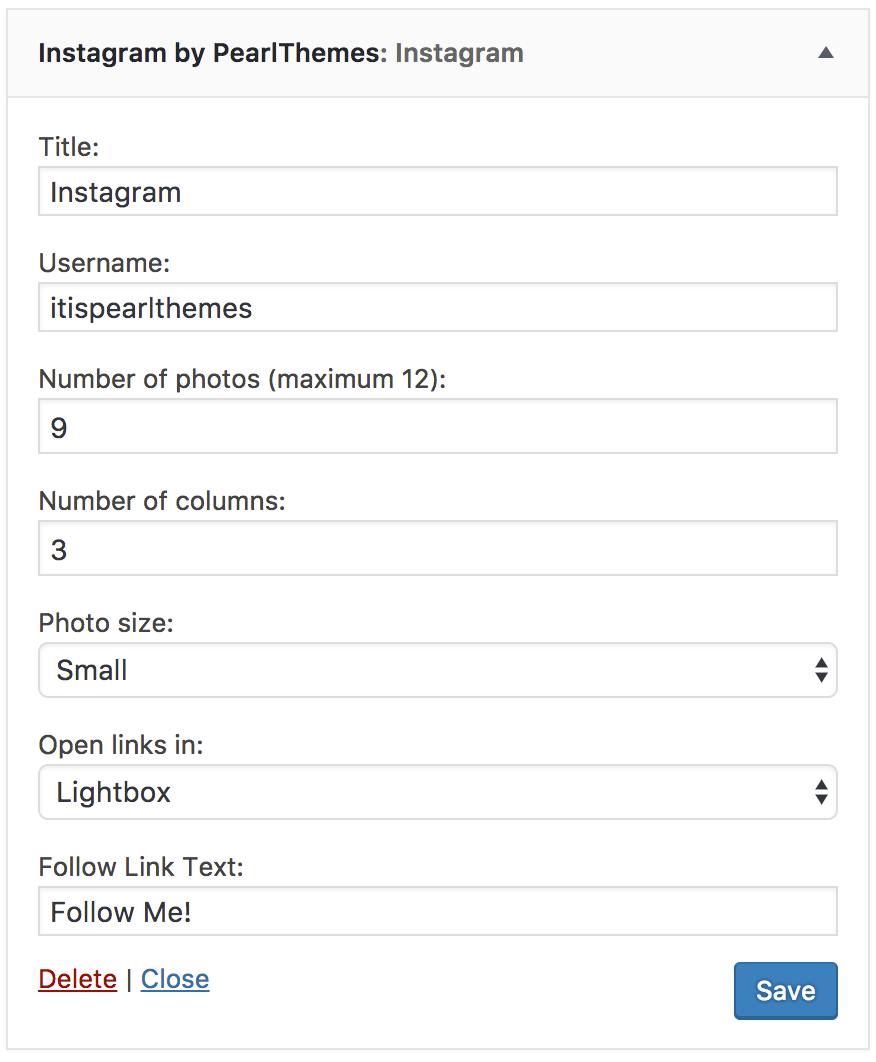 Instagram by PearlThemes: Instagram
Title:
Instagram
Username:
itispearlthemes
Number of photos (maximum 12):
9
Number of columns:
3
Photo size:
Small
Open links in:
Lightbox
Follow Link Text:
Follow Me!
Delete | Close
Save